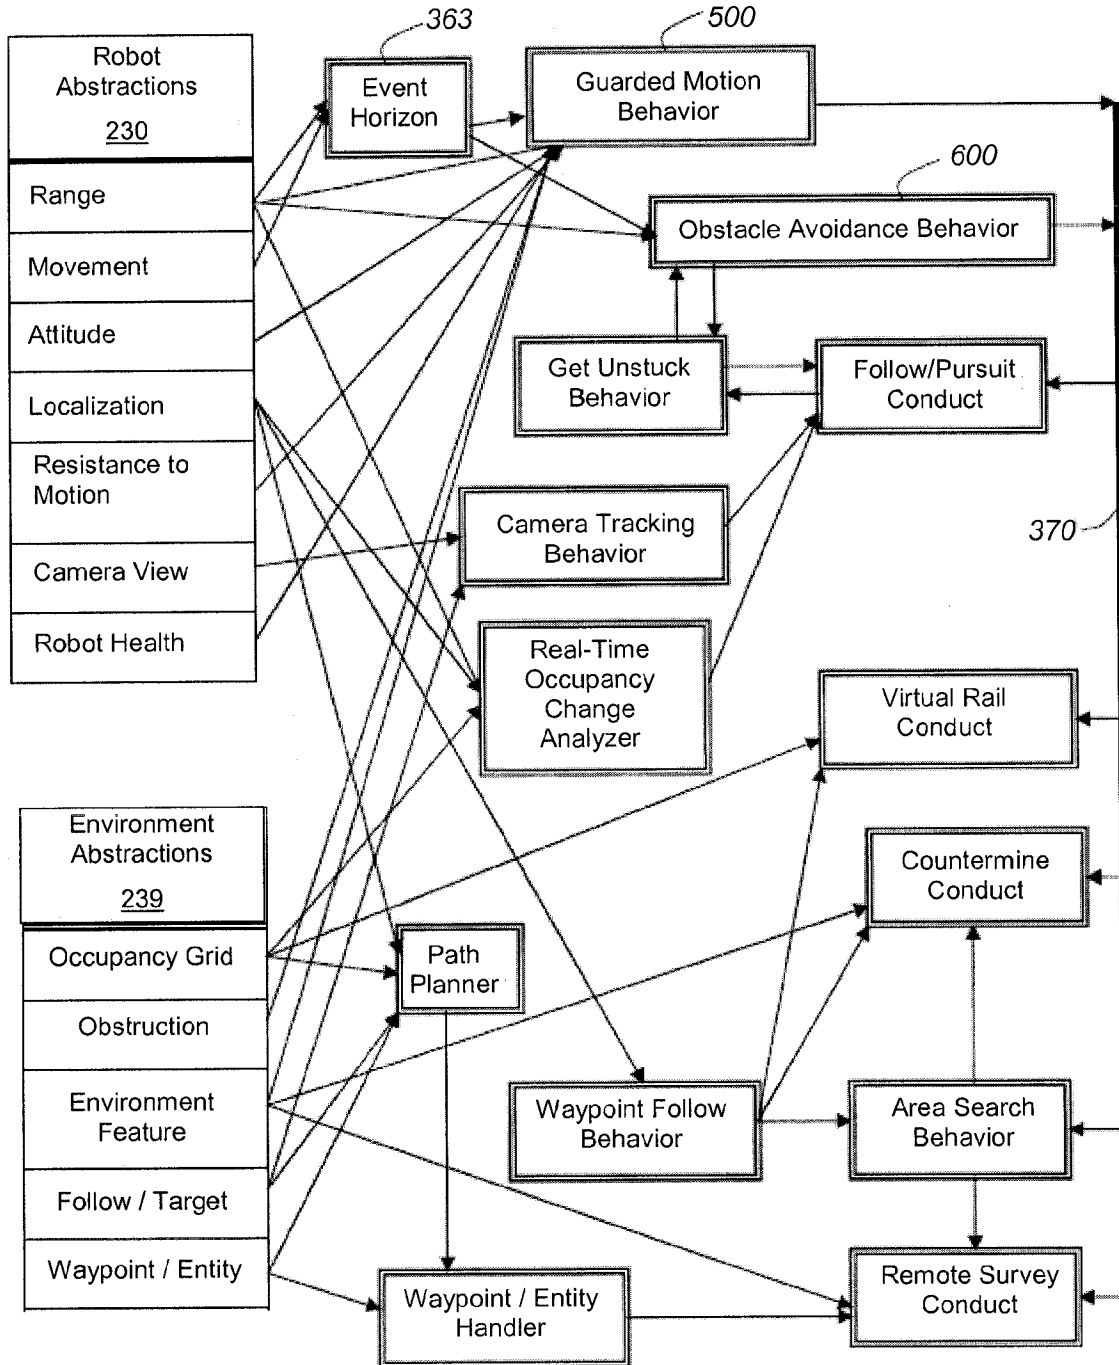 363
500
Robot
Abstractions
230
Event
Horizon
Guarded Motion
Behavior
600
Range
Obstacle Avoidance Behavior
Movement
Attitude
Get Unstuck
Behavior
Follow/Pursuit
Conduct
Localization
Resistance to
Motion
Camera Tracking
Behavior
370
Camera View
Robot Health
Real-Time
Occupancy
Change
Analyzer
Virtual Rail
Conduct
Environment
Abstractions
239
Countermine
Conduct
Occupancy Grid
Path
Planner
Obstruction
Environment
Feature
Waypoint Follow
Behavior
Area Search
Behavior
Follow / Target
Waypoint / Entity
Waypoint / Entity
Handler
Remote Survey
Conduct